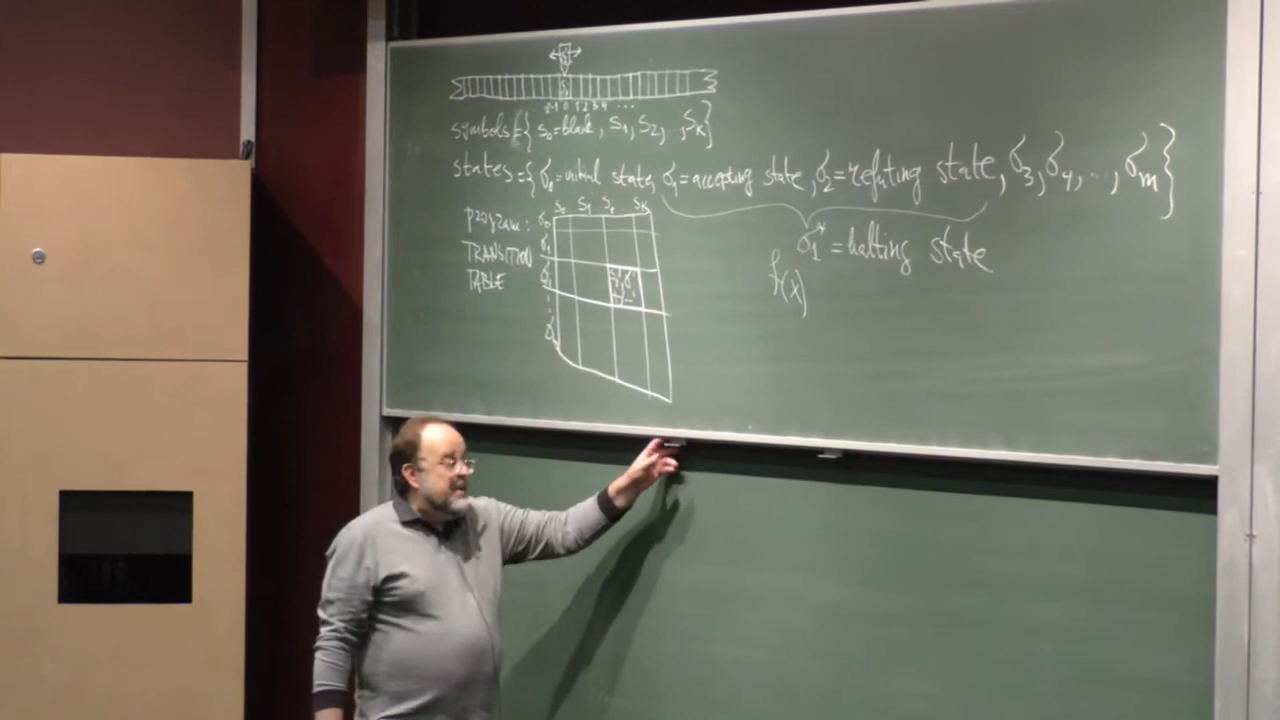 -2 -1 0 1 2 3 4 ...
symbols = { s₀ = blank, s₁, s₂, , sₖ }
states = { σ₀ = initial state, σ₁ = accepting state, σ₂ = refuting state, σ₃, σ₄, ..., σₘ }
s₀ s₁ sₖ
program: σ₀
TRANSITION σ₁
TABLE
σ₁* = halting state
f(x)